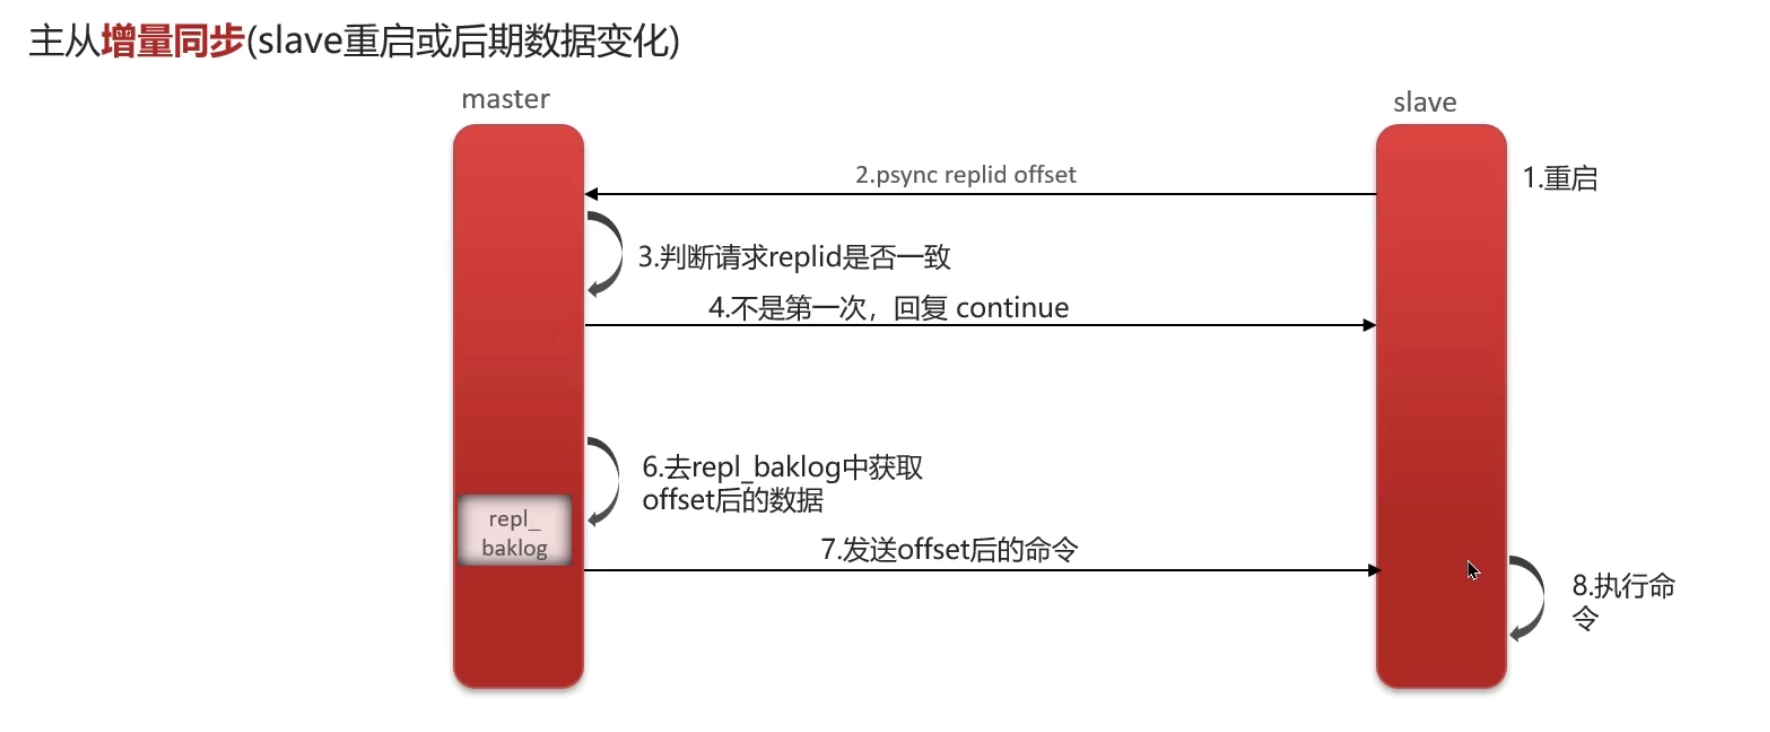 主从增量同步(slave重启或后期数据变化)
master
slave
2.psync replid offset
1.重启
3.判断请求replid是否一致
4.不是第一次，回复 continue
6.去repl_baklog中获取
offset后的数据
repl_
baklog
7.发送offset后的命令
8.执行命
令